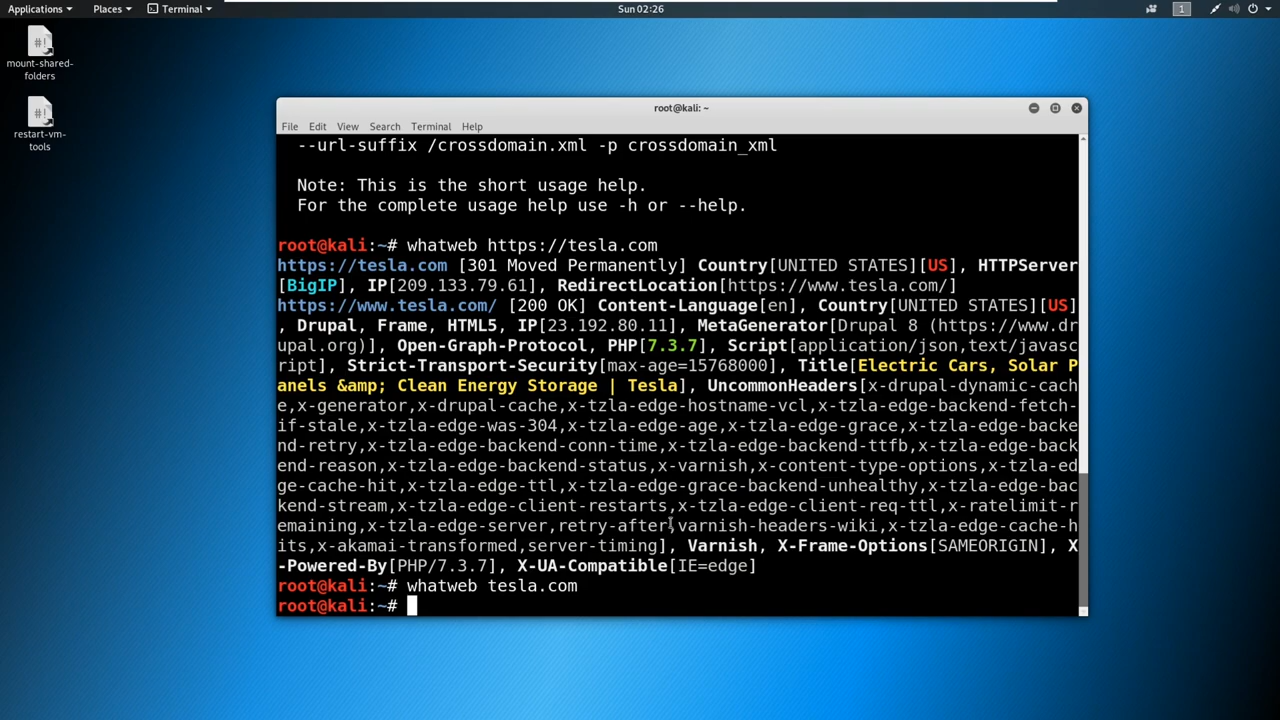 Applications Places Terminal Sun 02:26 1
mount-shared-
folders
restart-vm-
tools
root@kali: ~
File Edit View Search Terminal Help
--url-suffix /crossdomain.xml -p crossdomain_xml
Note: This is the short usage help.
For the complete usage help use -h or --help.
root@kali:~# whatweb https://tesla.com
https://tesla.com [301 Moved Permanently] Country[UNITED STATES][US], HTTPServer
[BigIP], IP[209.133.79.61], RedirectLocation[https://www.tesla.com/]
https://www.tesla.com/ [200 OK] Content-Language[en], Country[UNITED STATES][US]
, Drupal, Frame, HTML5, IP[23.192.80.11], MetaGenerator[Drupal 8 (https://www.dr
upal.org)], Open-Graph-Protocol, PHP[7.3.7], Script[application/json,text/javasc
ript], Strict-Transport-Security[max-age=15768000], Title[Electric Cars, Solar P
anels &amp; Clean Energy Storage | Tesla], UncommonHeaders[x-drupal-dynamic-cach
e,x-generator,x-drupal-cache,x-tzla-edge-hostname-vcl,x-tzla-edge-backend-fetch-
if-stale,x-tzla-edge-was-304,x-tzla-edge-age,x-tzla-edge-grace,x-tzla-edge-backe
nd-retry,x-tzla-edge-backend-conn-time,x-tzla-edge-backend-ttfb,x-tzla-edge-back
end-reason,x-tzla-edge-backend-status,x-varnish,x-content-type-options,x-tzla-ed
ge-cache-hit,x-tzla-edge-ttl,x-tzla-edge-grace-backend-unhealthy,x-tzla-edge-bac
kend-stream,x-tzla-edge-client-restarts,x-tzla-edge-client-req-ttl,x-ratelimit-r
emaining,x-tzla-edge-server,retry-after,varnish-headers-wiki,x-tzla-edge-cache-h
its,x-akamai-transformed,server-timing], Varnish, X-Frame-Options[SAMEORIGIN], X
-Powered-By[PHP/7.3.7], X-UA-Compatible[IE=edge]
root@kali:~# whatweb tesla.com
root@kali:~#